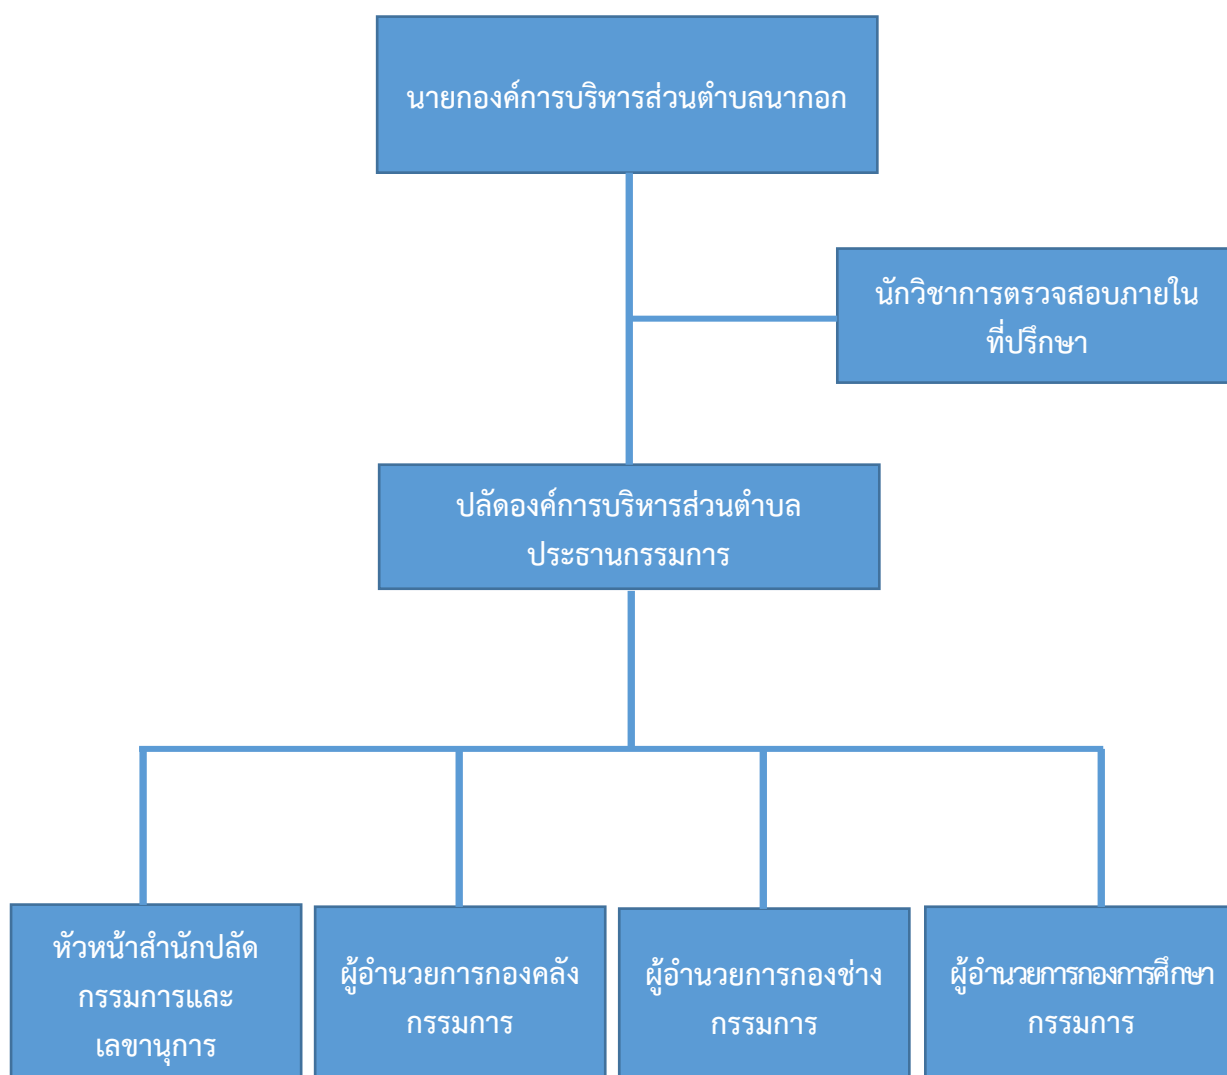 นายกองค์การบริหารส่วนตำบลนากอก
นักวิชาการตรวจสอบภายใน
ที่ปรึกษา
ปลัดองค์การบริหารส่วนตำบล
ประธานกรรมการ
หัวหน้าสำนักปลัด
กรรมการและ
เลขานุการ
ผู้อำนวยการกองคลัง
กรรมการ
ผู้อำนวยการกองช่าง
กรรมการ
ผู้อำนวยการกองการศึกษา
กรรมการ